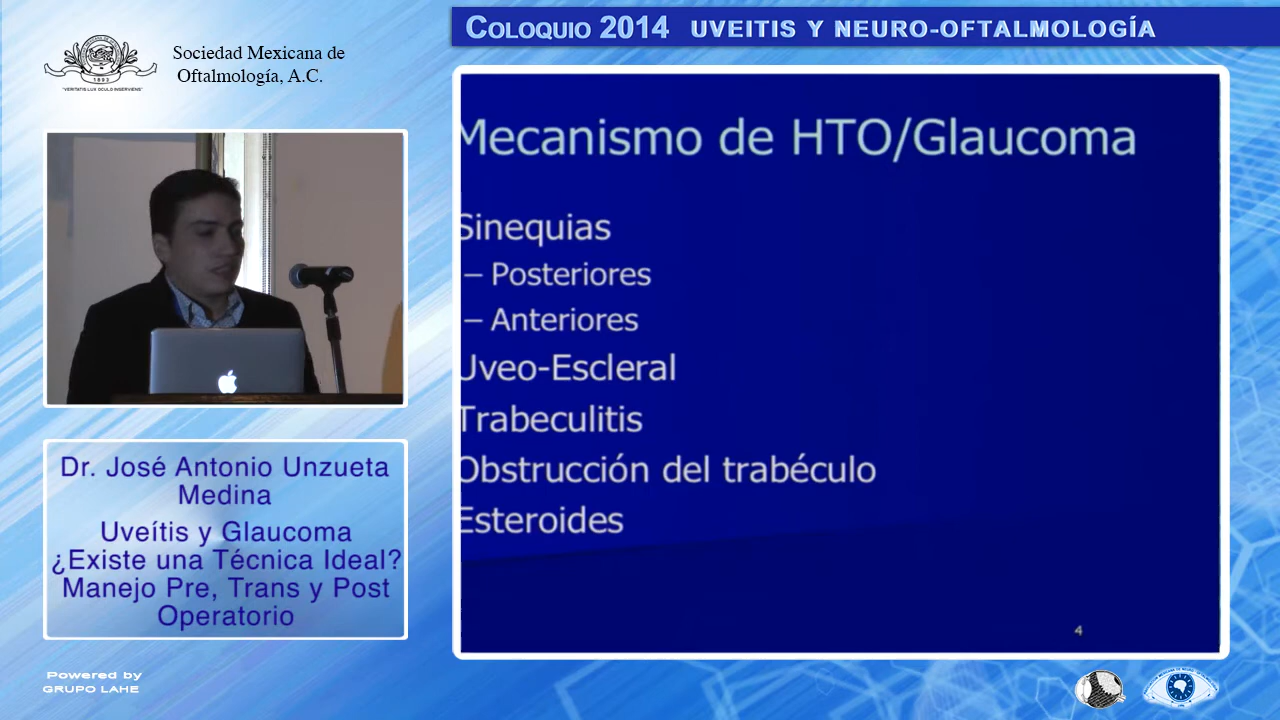 Sociedad Mexicana de
Oftalmología, A.C.
1893
"VERITATIS LUX OCULO INSERVIENS"
COLOQUIO 2014 UVEITIS Y NEURO-OFTALMOLOGÍA
Mecanismo de HTO/Glaucoma
Sinequias
– Posteriores
– Anteriores
Uveo-Escleral
Trabeculitis
Obstrucción del trabéculo
Esteroides
4
Dr. José Antonio Unzueta
Medina
Uveítis y Glaucoma
¿Existe una Técnica Ideal?
Manejo Pre, Trans y Post
Operatorio
Powered by
GRUPO LAHE